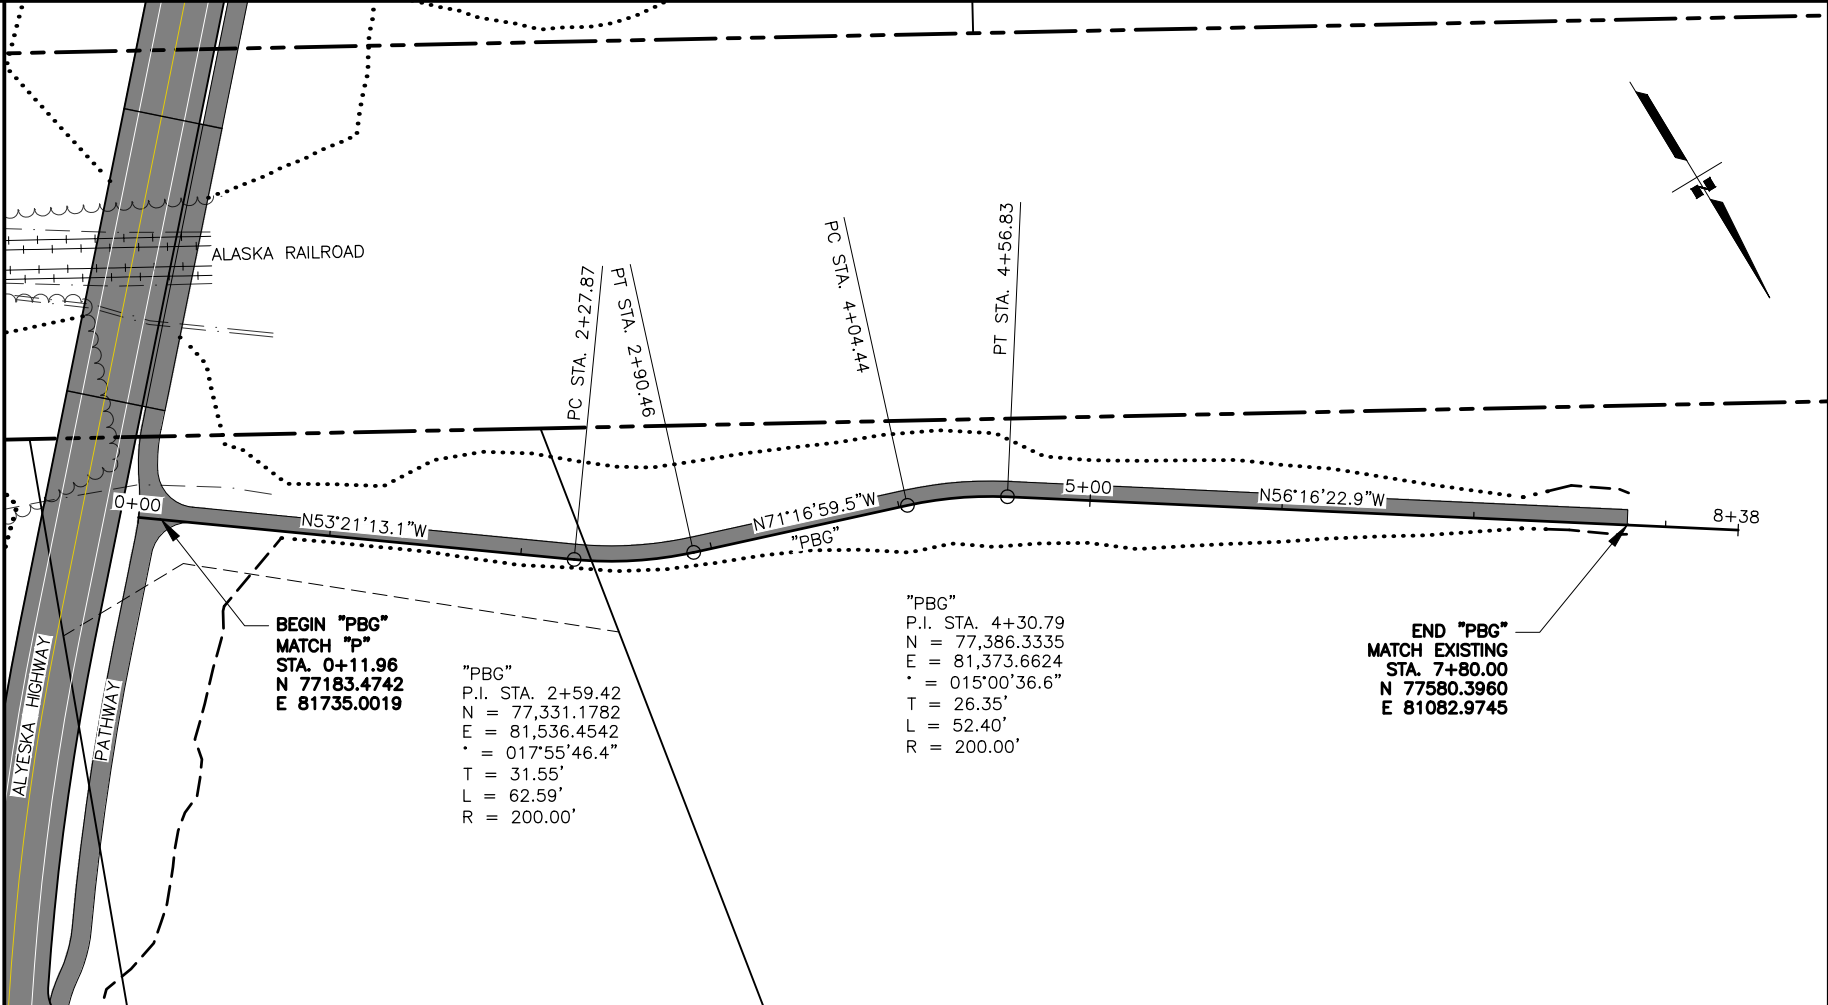 ALASKA RAILROAD
PC STA. 2+27.87
PT STA. 2+90.46
PC STA. 4+04.44
PT STA. 4+56.83
N
0+00
N53°21'13.1"W
N71°16'59.5"W
"PBG"
5+00
N56°16'22.9"W
8+38
BEGIN "PBG"
MATCH "P"
STA. 0+11.96
N 77183.4742
E 81735.0019
"PBG"
P.I. STA. 2+59.42
N = 77,331.1782
E = 81,536.4542
° = 017°55'46.4"
T = 31.55'
L = 62.59'
R = 200.00'
"PBG"
P.I. STA. 4+30.79
N = 77,386.3335
E = 81,373.6624
° = 015°00'36.6"
T = 26.35'
L = 52.40'
R = 200.00'
END "PBG"
MATCH EXISTING
STA. 7+80.00
N 77580.3960
E 81082.9745
ALYESKA HIGHWAY
PATHWAY